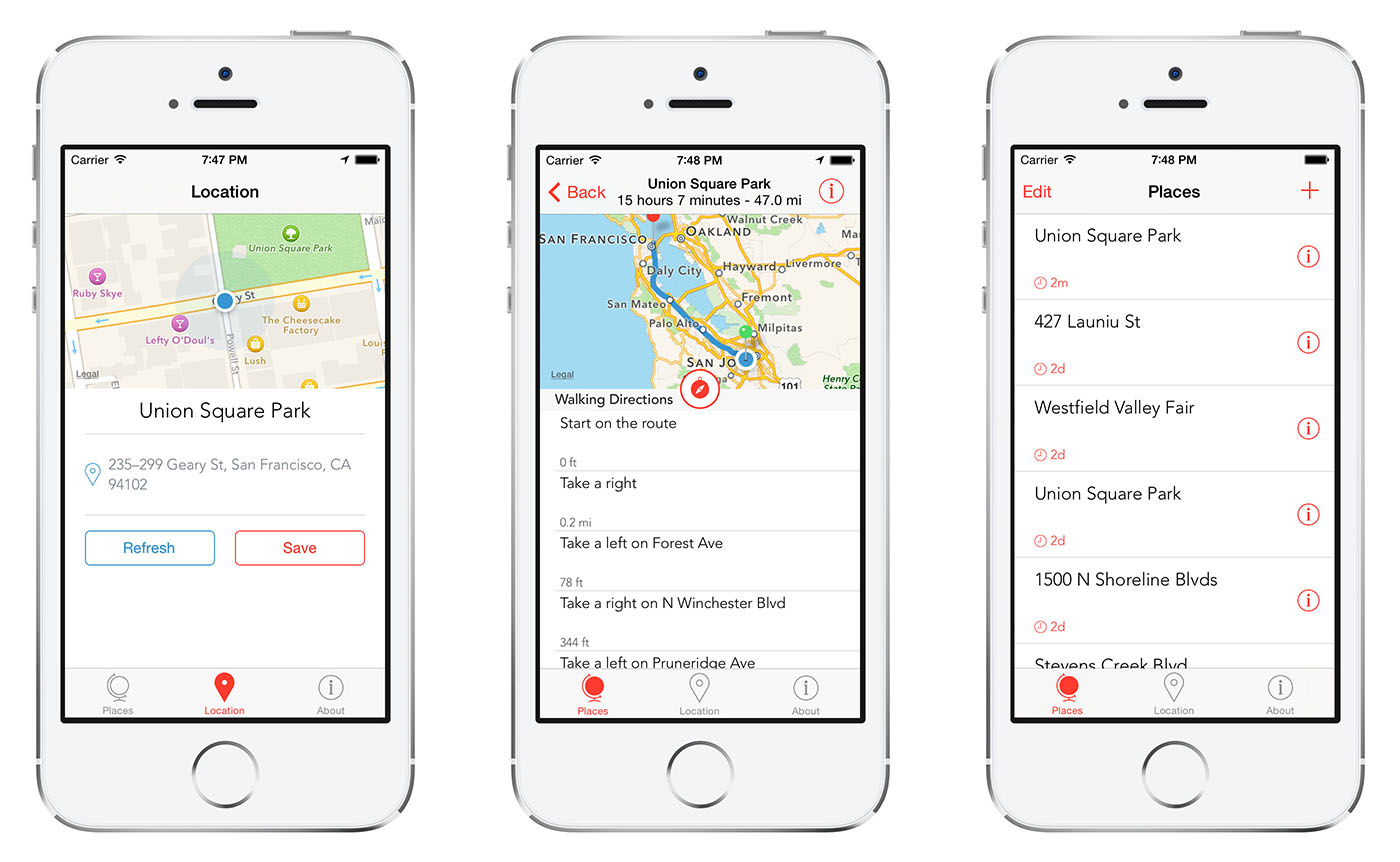 Carrier
7:47 PM
Location
Union Square Park
Ruby Skye
The Cheesecake
Factory
Lefty O'Doul's
Lush
Powell St
Legal
Union Square Park
235–299 Geary St, San Francisco, CA
94102
Refresh
Save
Places
Location
About
Carrier
7:48 PM
Back
Union Square Park
15 hours 7 minutes - 47.0 mi
Walnut Creek
SAN FRANCISCO
OAKLAND
Daly City
Hayward
Livermore
San Mateo
Fremont
Palo Alto
Milpitas
SAN JO
Legal
101
Henry C
Walking Directions
Start on the route
0 ft
Take a right
0.2 mi
Take a left on Forest Ave
78 ft
Take a right on N Winchester Blvd
344 ft
Take a left on Pruneridge Ave
Places
Location
About
Carrier
7:48 PM
Edit
Places
Union Square Park
2m
427 Launiu St
2d
Westfield Valley Fair
2d
Union Square Park
2d
1500 N Shoreline Blvds
2d
Stevens Creek Blvd
Places
Location
About